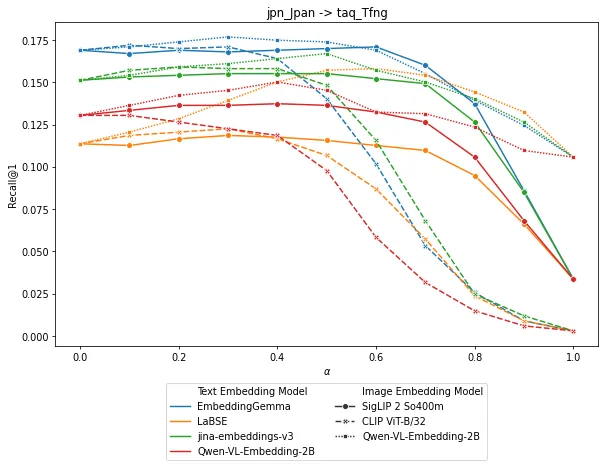 jpn_Jpan -> taq_Tfng
0.175
0.150
0.125
0.100
0.075
0.050
0.025
0.000
Recall@1
0.0 0.2 0.4 0.6 0.8 1.0
α
Text Embedding Model
EmbeddingGemma
LaBSE
jina-embeddings-v3
Qwen-VL-Embedding-2B
Image Embedding Model
SigLIP 2 So400m
CLIP ViT-B/32
Qwen-VL-Embedding-2B